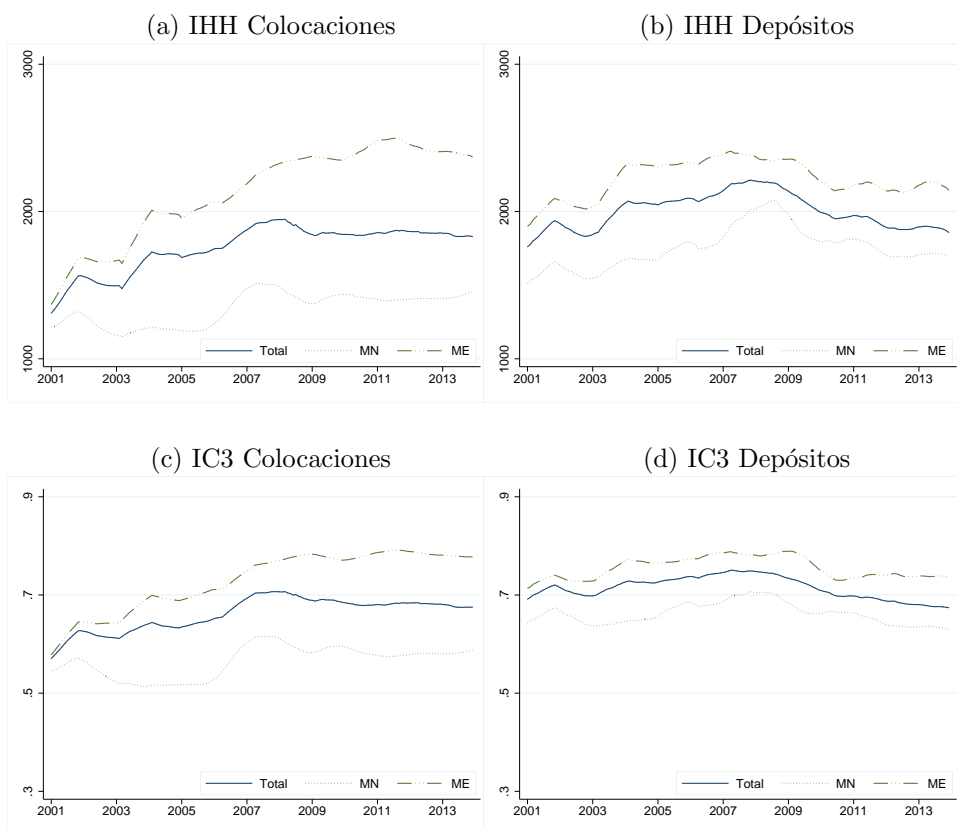 (a) IHH Colocaciones
3000
2000
1000
2001 2003 2005 2007 2009 2011 2013
Total MN ME
(b) IHH Depósitos
3000
2000
1000
2001 2003 2005 2007 2009 2011 2013
Total MN ME
(c) IC3 Colocaciones
.9
.7
.5
.3
2001 2003 2005 2007 2009 2011 2013
Total MN ME
(d) IC3 Depósitos
.9
.7
.5
.3
2001 2003 2005 2007 2009 2011 2013
Total MN ME